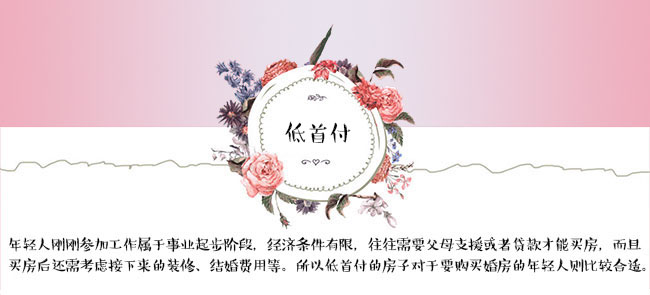 低首付
年轻人刚刚参加工作属于事业起步阶段，经济条件有限，往往需要父母支援或者贷款才能买房，而且
买房后还需考虑接下来的装修、结婚费用等。所以低首付的房子对于要购买婚房的年轻人则比较合适。